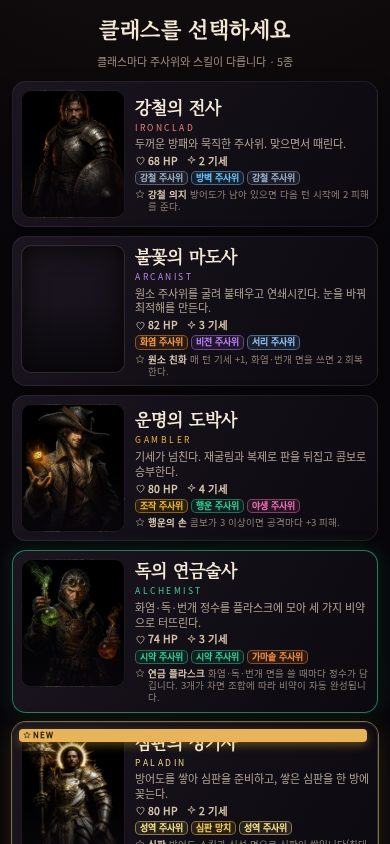 클래스를 선택하세요
클래스마다 주사위와 스킬이 다릅니다 · 5종
강철의 전사
IRONCLAD
두꺼운 방패와 묵직한 주사위. 맞으면서 때린다.
♡ 68 HP ✧ 2 기세
강철 주사위 방벽 주사위 강철 주사위
☆ 강철 의지 방어도가 남아 있으면 다음 턴 시작에 2 피해
를 준다.
불꽃의 마도사
ARCANIST
원소 주사위를 굴려 불태우고 연쇄시킨다. 눈을 바꿔
최적해를 만든다.
♡ 82 HP ✧ 3 기세
화염 주사위 비전 주사위 서리 주사위
☆ 원소 친화 매 턴 기세 +1, 화염·번개 면을 쓰면 2 회복
한다.
운명의 도박사
GAMBLER
기세가 넘친다. 재굴림과 복제로 판을 뒤집고 콤보로
승부한다.
♡ 80 HP ✧ 4 기세
조작 주사위 행운 주사위 야생 주사위
☆ 행운의 손 콤보가 3 이상이면 공격마다 +3 피해.
독의 연금술사
ALCHEMIST
화염·독·번개 정수를 플라스크에 모아 세 가지 비약
으로 터뜨린다.
♡ 74 HP ✧ 3 기세
시약 주사위 시약 주사위 가마솥 주사위
☆ 연금 플라스크 화염·독·번개 면을 쓸 때마다 정수가 담
깁니다. 3개가 차면 조합에 따라 비약이 자동 완성됩니
다.
☆ NEW
심판의 성기사
PALADIN
방어도를 쌓아 심판을 준비하고, 쌓은 심판을 한 방에
꽂는다.
♡ 80 HP ✧ 2 기세
성역 주사위 심판 망치 성역 주사위